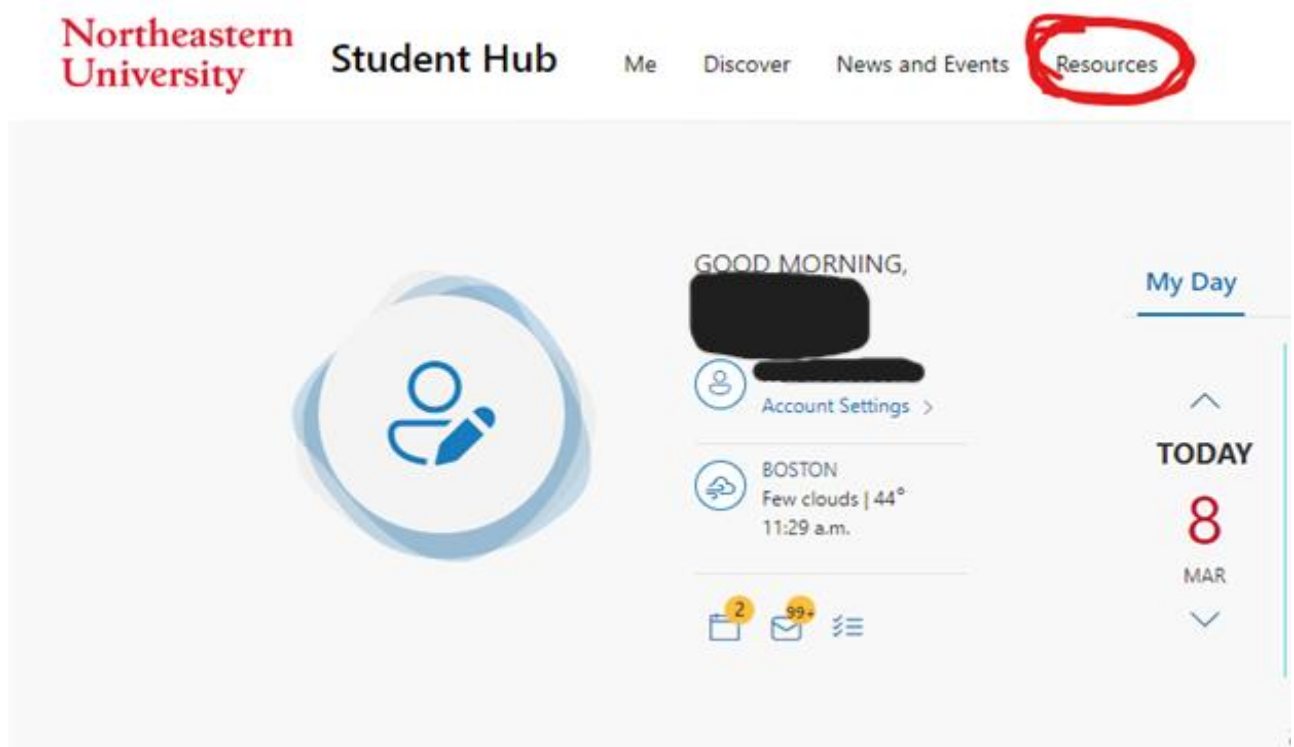 Northeastern
University
Student Hub
Me
Discover
News and Events
Resources
GOOD MORNING,
Account Settings >
BOSTON
Few clouds | 44°
11:29 a.m.
2
99+
My Day
TODAY
8
MAR